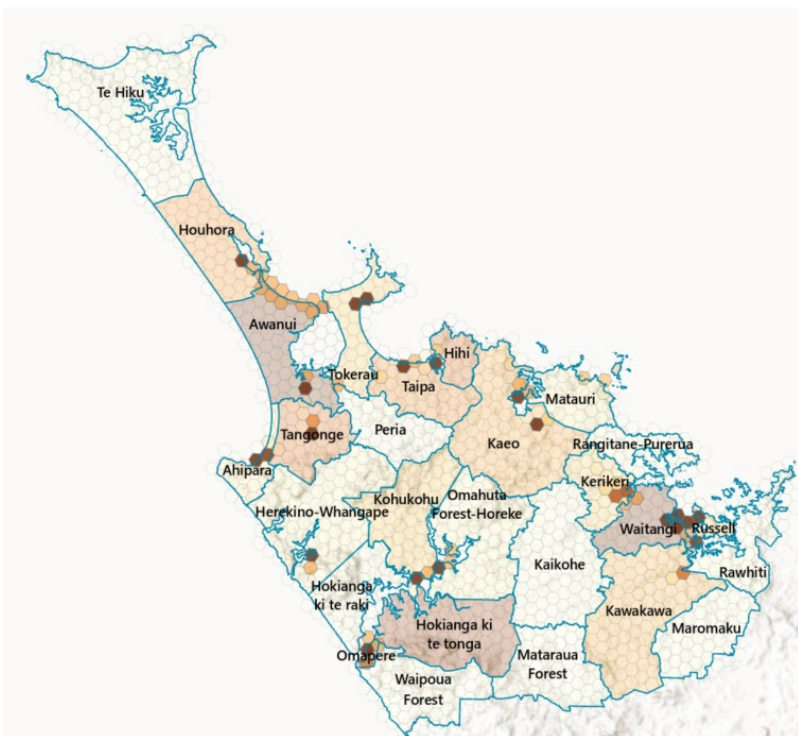 Te Hiku
Houhora
Awanui
Hihi
Tokerau
Taipa
Matauri
Tangonge
Peria
Kaeo
Rangitane-Purerua
Ahipara
Kerikeri
Kohukohu
Omahuta
Forest-Horeke
Herekino-Whangape
Waitangi
Russell
Kaikohe
Rawhiti
Hokianga
ki te raki
Kawakawa
Hokianga ki
te tonga
Maromaku
Omapere
Mataraua
Forest
Waipoua
Forest